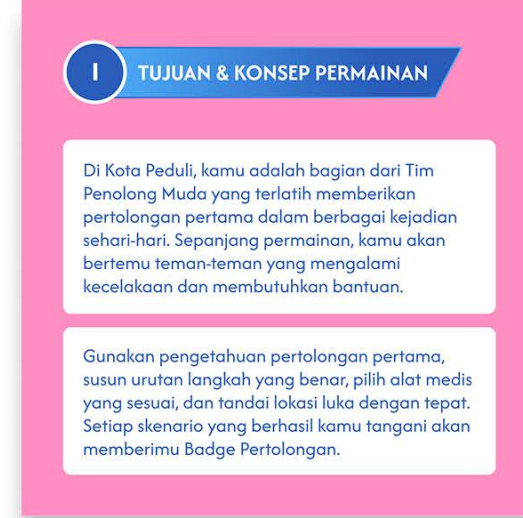 I
TUJUAN & KONSEP PERMAINAN
Di Kota Peduli, kamu adalah bagian dari Tim
Penolong Muda yang terlatih memberikan
pertolongan pertama dalam berbagai kejadian
sehari-hari. Sepanjang permainan, kamu akan
bertemu teman-teman yang mengalami
kecelakaan dan membutuhkan bantuan.
Gunakan pengetahuan pertolongan pertama,
susun urutan langkah yang benar, pilih alat medis
yang sesuai, dan tandai lokasi luka dengan tepat.
Setiap skenario yang berhasil kamu tangani akan
memberimu Badge Pertolongan.